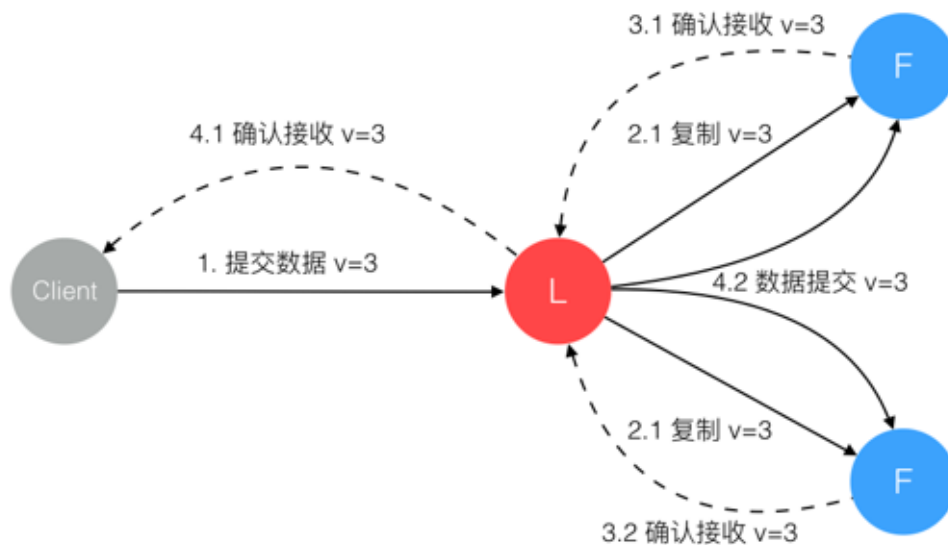 3.1 确认接收 v=3
F
4.1 确认接收 v=3
2.1 复制 v=3
1. 提交数据 v=3
Client
L
4.2 数据提交 v=3
2.1 复制 v=3
F
3.2 确认接收 v=3